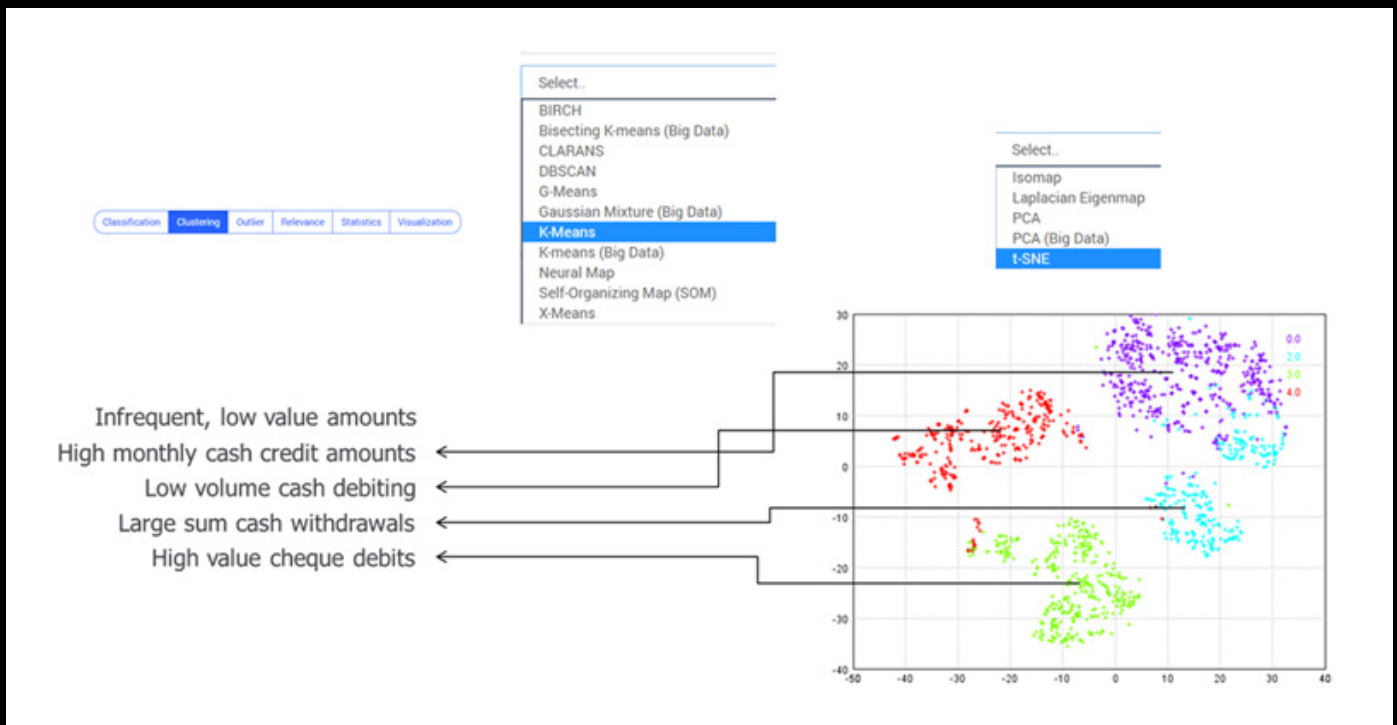 Select..
BIRCH
Bisecting K-means (Big Data)
CLARANS
DBSCAN
G-Means
Gaussian Mixture (Big Data)
K-Means
K-means (Big Data)
Neural Map
Self-Organizing Map (SOM)
X-Means
Select..
Isomap
Laplacian Eigenmap
PCA
PCA (Big Data)
t-SNE
Classification Clustering Outlier Relevance Statistics Visualization
Infrequent, low value amounts
High monthly cash credit amounts
Low volume cash debiting
Large sum cash withdrawals
High value cheque debits
30
20
10
0
-10
-20
-30
-40
0.0
2.0
3.0
4.0
-50 -40 -30 -20 -10 0 10 20 30 40